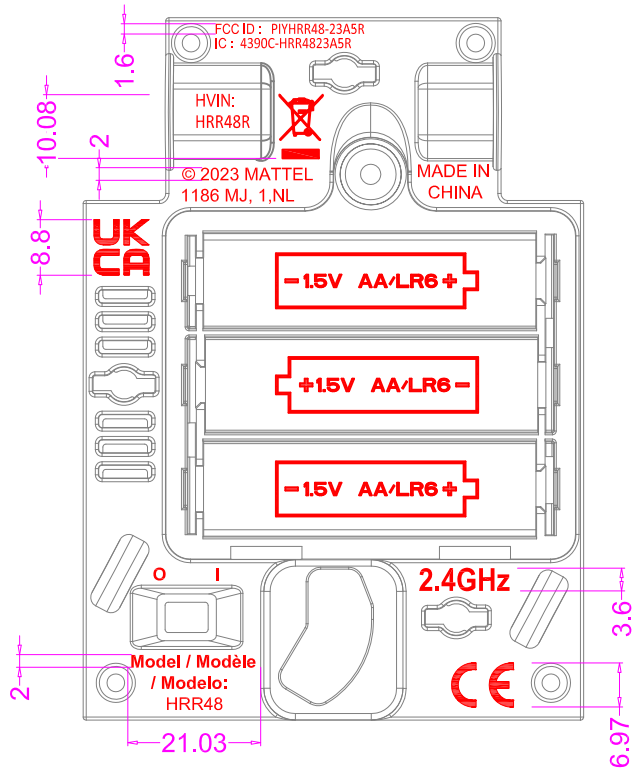 FCC ID : PIYHRR48-23A5R
IC : 4390C-HRR4823A5R
1.6
HVIN:
HRR48R
10.08
2
© 2023 MATTEL
1186 MJ, 1,NL
MADE IN
CHINA
UK
CA
8.8
-1.5V AA/LR6+
+1.5V AA/LR6-
-1.5V AA/LR6+
O I
2.4GHz
3.6
Model / Modèle
/ Modelo:
HRR48
2
CE
6.97
21.03